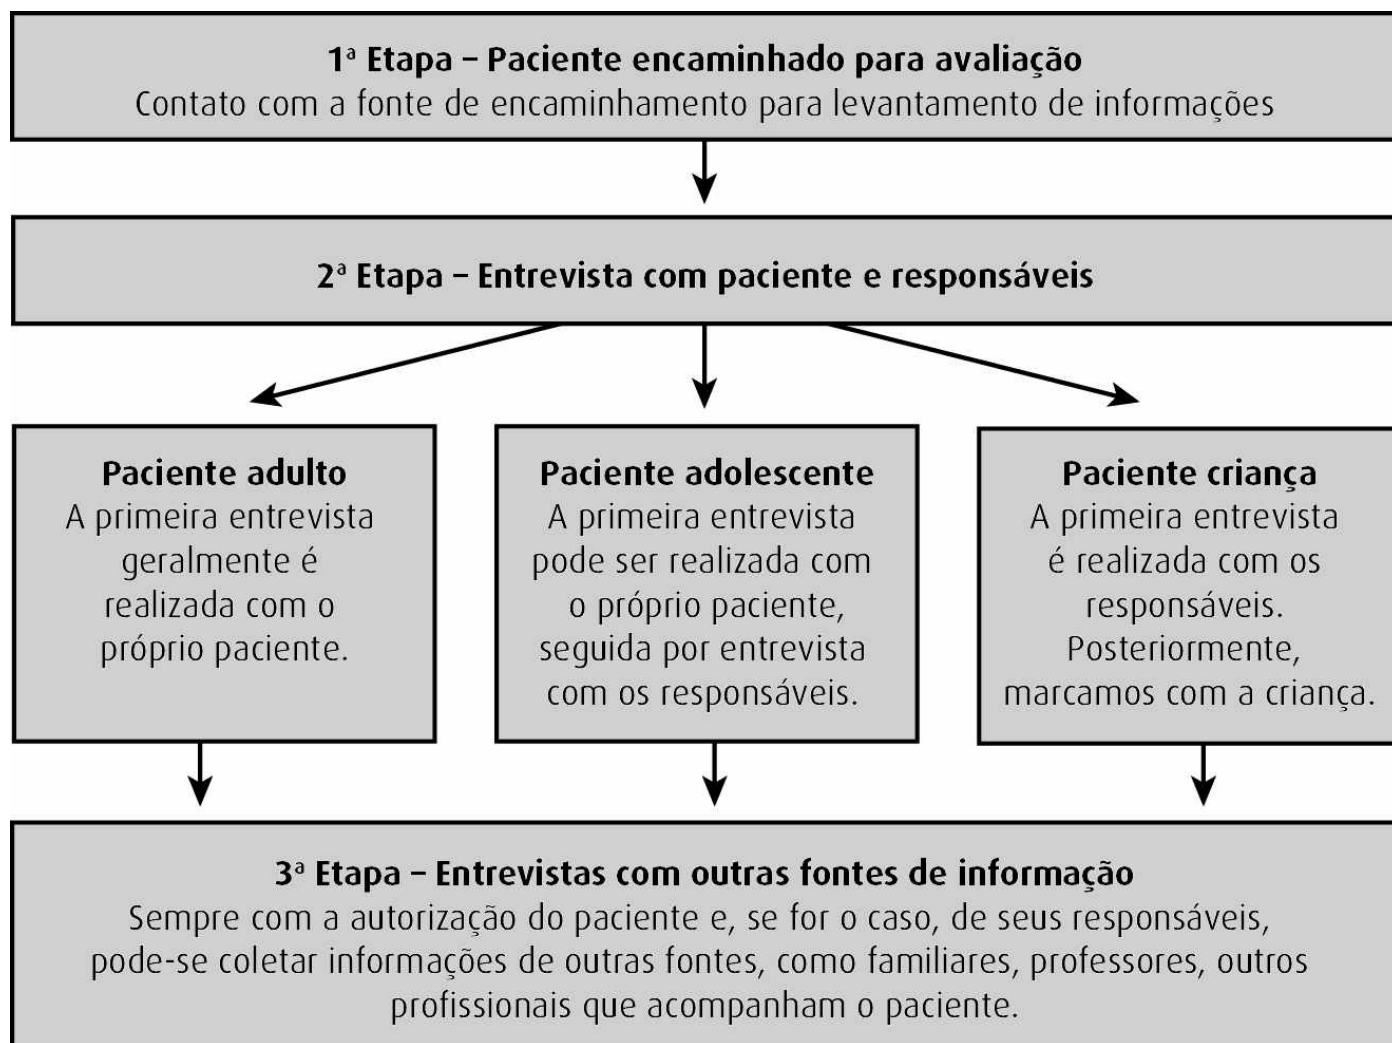 1ª Etapa – Paciente encaminhado para avaliação
Contato com a fonte de encaminhamento para levantamento de informações
2ª Etapa – Entrevista com paciente e responsáveis
Paciente adulto
A primeira entrevista
geralmente é
realizada com o
próprio paciente.
Paciente adolescente
A primeira entrevista
pode ser realizada com
o próprio paciente,
seguida por entrevista
com os responsáveis.
Paciente criança
A primeira entrevista
é realizada com os
responsáveis.
Posteriormente,
marcamos com a criança.
3ª Etapa – Entrevistas com outras fontes de informação
Sempre com a autorização do paciente e, se for o caso, de seus responsáveis,
pode-se coletar informações de outras fontes, como familiares, professores, outros
profissionais que acompanham o paciente.